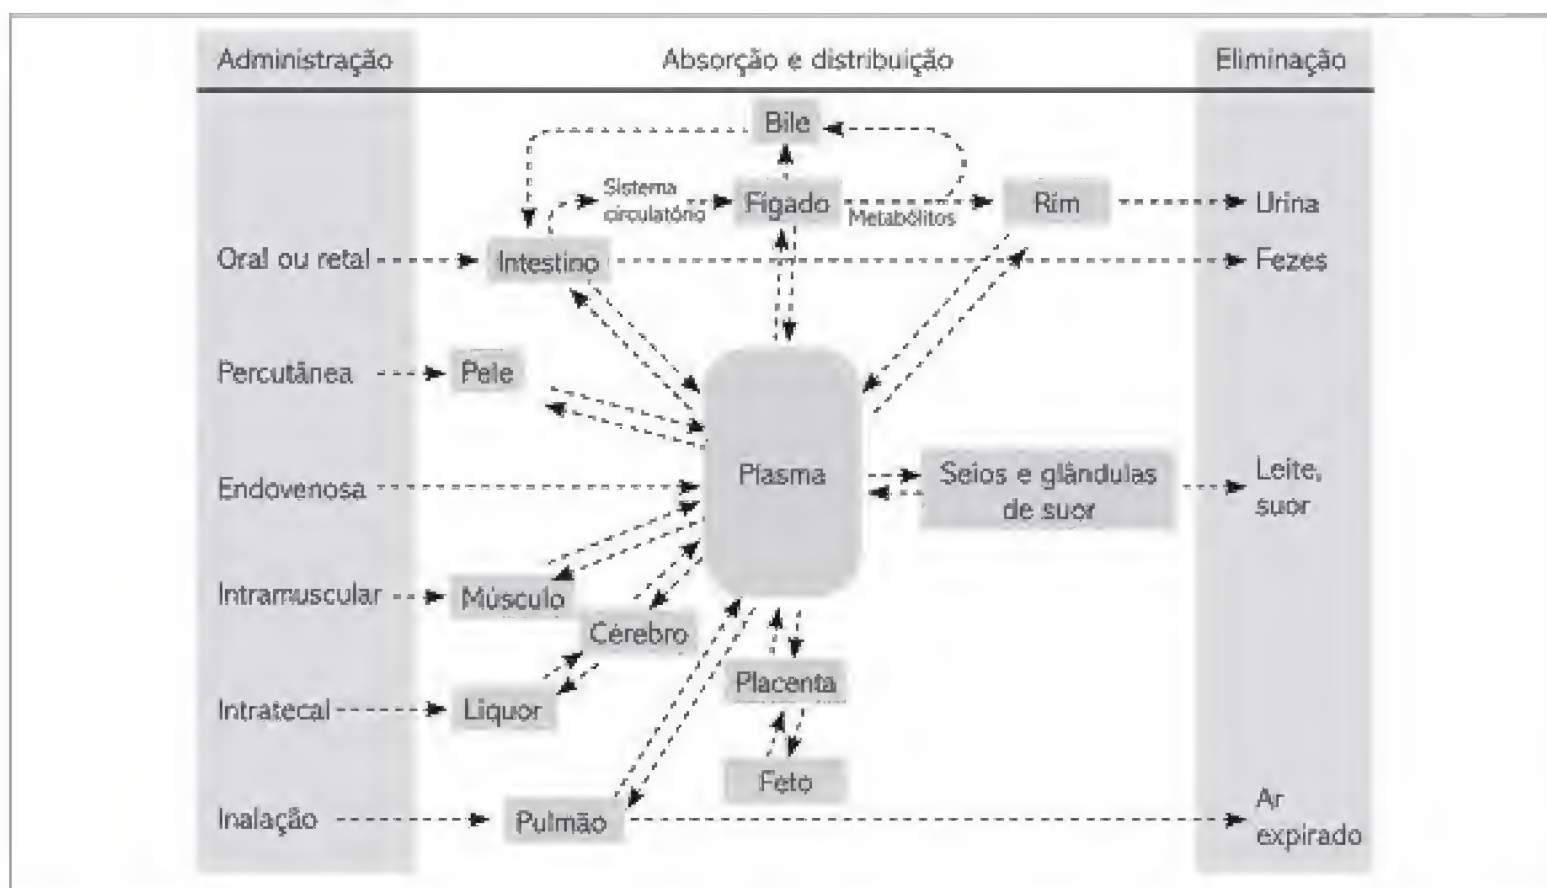 Administração
Absorção e distribuição
Eliminação
Bile
Sistema
circulatório
Fígado
Metabólitos
Rim
Urina
Oral ou retal
Intestino
Fezes
Percutânea
Pele
Plasma
Endovenosa
Seios e glândulas
de suor
Leite,
suor
Intramuscular
Músculo
Cérebro
Intratecal
Liquor
Placenta
Feto
Inalação
Pulmão
Ar
expirado